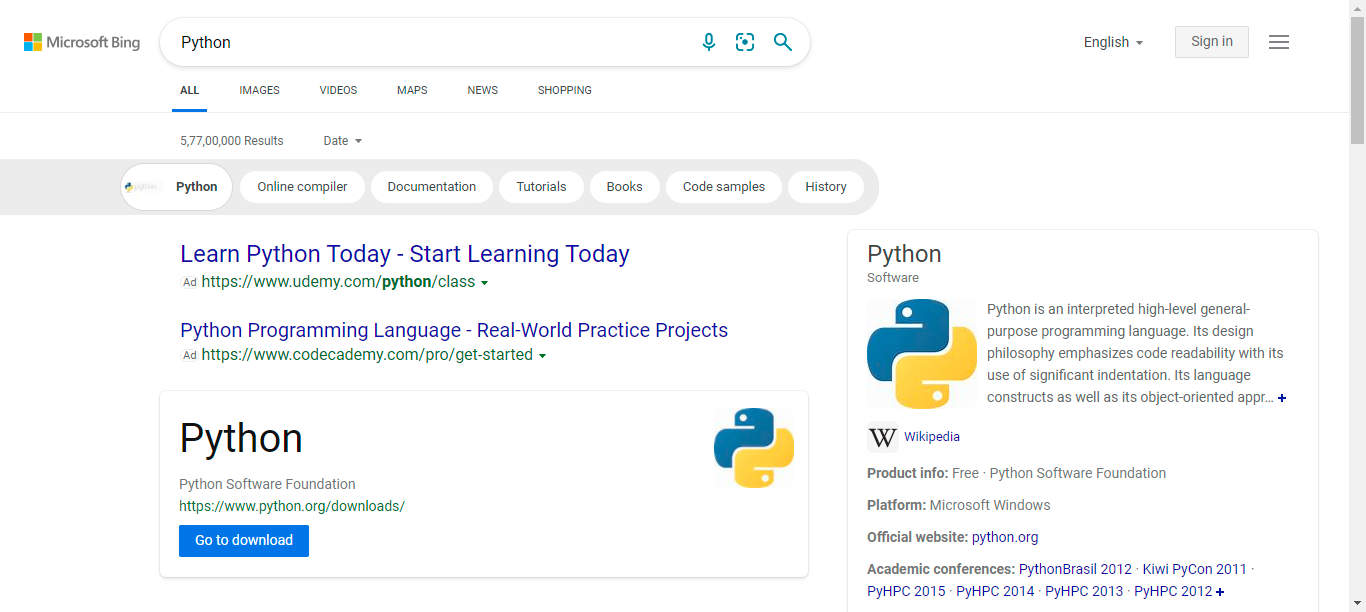 Microsoft Bing
Python
English
Sign in
ALL IMAGES VIDEOS MAPS NEWS SHOPPING
5,77,00,000 Results Date
Python Online compiler Documentation Tutorials Books Code samples History
Learn Python Today - Start Learning Today
Ad https://www.udemy.com/python/class
Python Programming Language - Real-World Practice Projects
Ad https://www.codecademy.com/pro/get-started
Python
Python Software Foundation
https://www.python.org/downloads/
Go to download
Python
Software
Python is an interpreted high-level general-
purpose programming language. Its design
philosophy emphasizes code readability with its
use of significant indentation. Its language
constructs as well as its object-oriented appr... +
W Wikipedia
Product info: Free · Python Software Foundation
Platform: Microsoft Windows
Official website: python.org
Academic conferences: PythonBrasil 2012 · Kiwi PyCon 2011 ·
PyHPC 2015 · PyHPC 2014 · PyHPC 2013 · PyHPC 2012 +